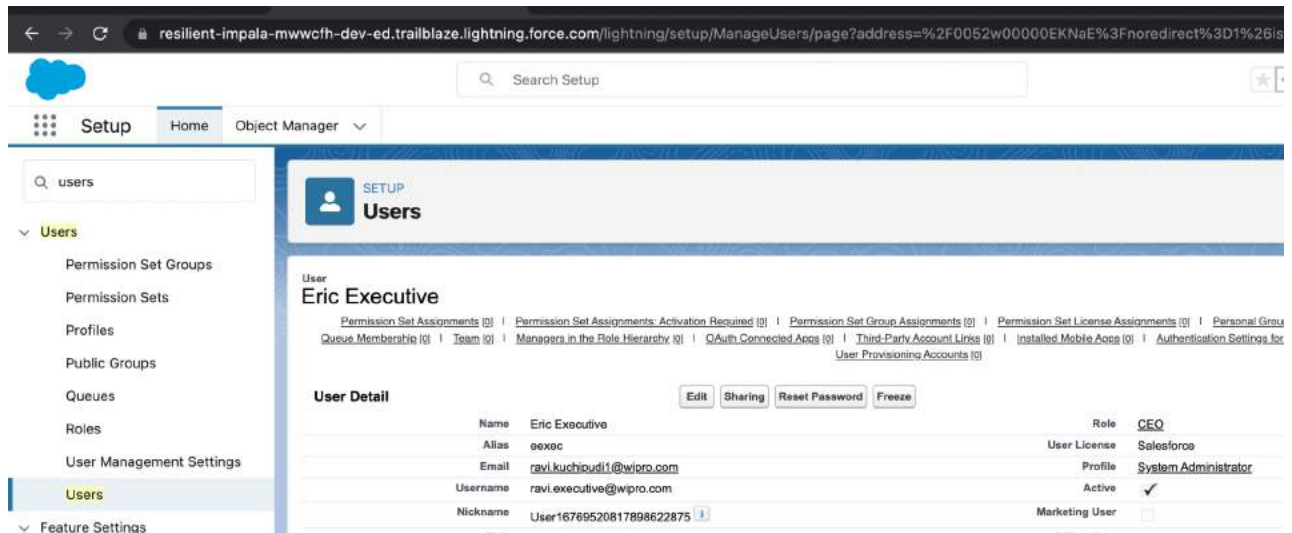 resilient-impala-mwwcfh-dev-ed.trailblaze.lightning.force.com/lightning/setup/ManageUsers/page?address=%2F0052w00000EKNaE%3Fnoredirect%3D1%26is
Search Setup
Setup Home Object Manager
users
SETUP
Users
Users
Permission Set Groups
Permission Sets
Profiles
Public Groups
Queues
Roles
User Management Settings
Users
Feature Settings
User
Eric Executive
Permission Set Assignments [0] | Permission Set Assignments: Activation Required [0] | Permission Set Group Assignments [0] | Permission Set License Assignments [0] | Personal Grou
Queue Membership [0] | Team [0] | Managers in the Role Hierarchy [0] | OAuth Connected Apps [0] | Third-Party Account Links [0] | Installed Mobile Apps [0] | Authentication Settings for
User Provisioning Accounts [0]
User Detail Edit Sharing Reset Password Freeze
Name Eric Executive Role CEO
Alias eexec User License Salesforce
Email ravi.kuchipudi1@wipro.com Profile System Administrator
Username ravi.executive@wipro.com Active ✓
Nickname User16769520817898622875 i Marketing User